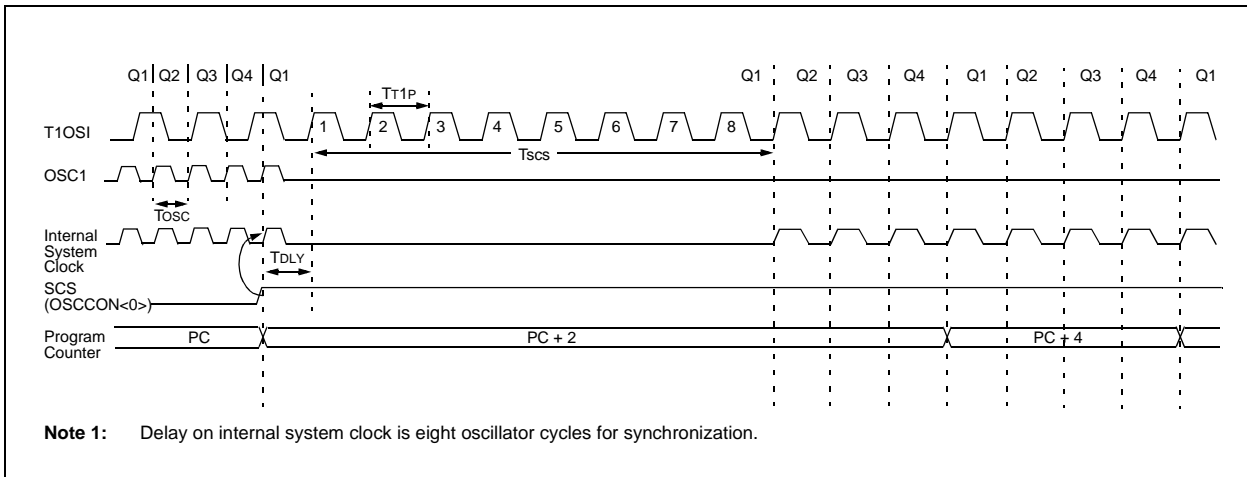 Q1 Q2 Q3 Q4 Q1 Q1 Q2 Q3 Q4 Q1 Q2 Q3 Q4 Q1
TT1P
T1OSI 1 2 3 4 5 6 7 8
TSCS
OSC1
TOSC
Internal
System
Clock
TDLY
SCS
(OSCCON<0>)
Program
Counter
PC PC + 2 PC + 4
Note 1: Delay on internal system clock is eight oscillator cycles for synchronization.